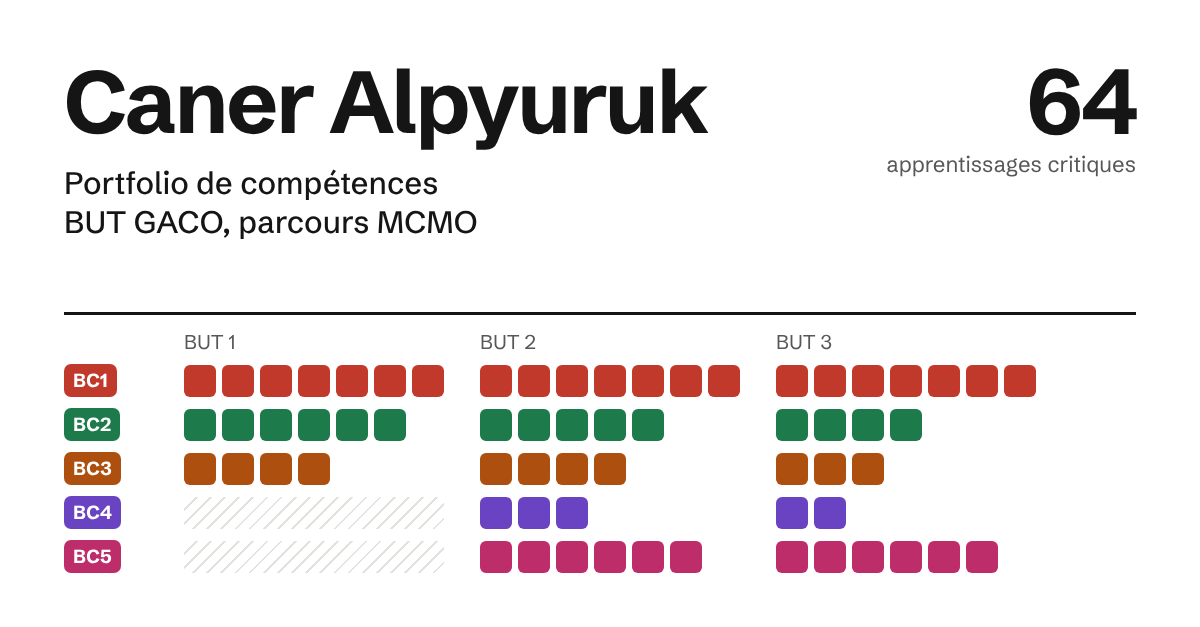 Caner Alpyuruk
64
apprentissages critiques
Portfolio de compétences
BUT GACO, parcours MCMO
BUT 1 BUT 2 BUT 3
BC1
BC2
BC3
BC4
BC5